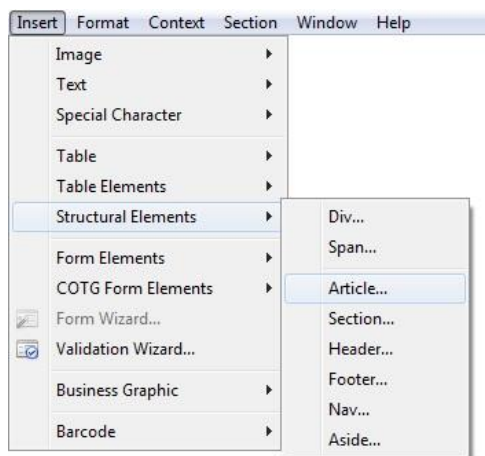 Insert Format Context Section Window Help
Image
Text
Special Character
Table
Table Elements
Structural Elements
Form Elements
COTG Form Elements
Form Wizard...
Validation Wizard...
Business Graphic
Barcode
Div...
Span...
Article...
Section...
Header...
Footer...
Nav...
Aside...